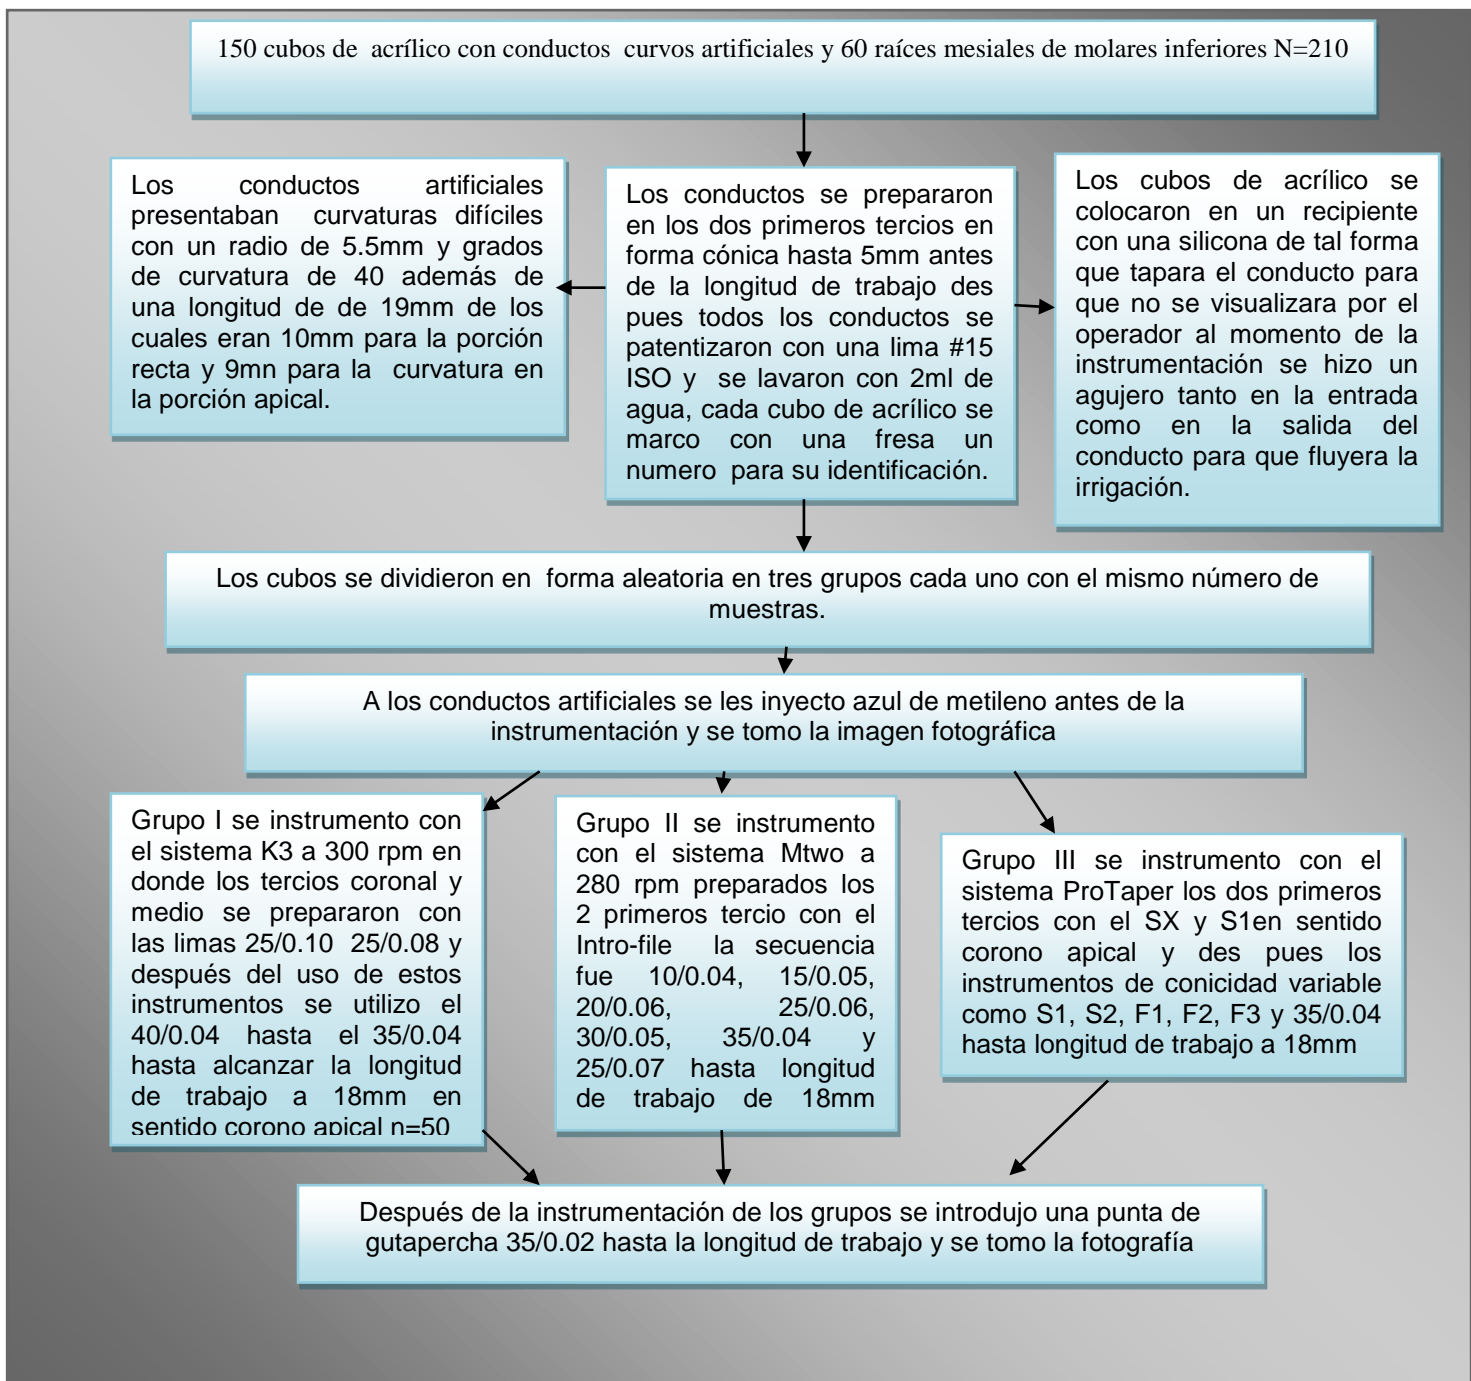 150 cubos de acrílico con conductos curvos artificiales y 60 raíces mesiales de molares inferiores N=210
Los conductos artificiales
presentaban curvaturas difíciles
con un radio de 5.5mm y grados
de curvatura de 40 además de
una longitud de de 19mm de los
cuales eran 10mm para la porción
recta y 9mn para la curvatura en
la porción apical.
Los conductos se prepararon
en los dos primeros tercios en
forma cónica hasta 5mm antes
de la longitud de trabajo des
pues todos los conductos se
patentizaron con una lima #15
ISO y se lavaron con 2ml de
agua, cada cubo de acrílico se
marco con una fresa un
numero para su identificación.
Los cubos de acrílico se
colocaron en un recipiente
con una silicona de tal forma
que tapara el conducto para
que no se visualizara por el
operador al momento de la
instrumentación se hizo un
agujero tanto en la entrada
como en la salida del
conducto para que fluyera la
irrigación.
Los cubos se dividieron en forma aleatoria en tres grupos cada uno con el mismo número de
muestras.
A los conductos artificiales se les inyecto azul de metileno antes de la
instrumentación y se tomo la imagen fotográfica
Grupo I se instrumento con
el sistema K3 a 300 rpm en
donde los tercios coronal y
medio se prepararon con
las limas 25/0.10 25/0.08 y
después del uso de estos
instrumentos se utilizo el
40/0.04 hasta el 35/0.04
hasta alcanzar la longitud
de trabajo a 18mm en
sentido corono apical n=50
Grupo II se instrumento
con el sistema Mtwo a
280 rpm preparados los
2 primeros tercio con el
Intro-file la secuencia
fue 10/0.04, 15/0.05,
20/0.06, 25/0.06,
30/0.05, 35/0.04 y
25/0.07 hasta longitud
de trabajo de 18mm
Grupo III se instrumento con el
sistema ProTaper los dos primeros
tercios con el SX y S1en sentido
corono apical y des pues los
instrumentos de conicidad variable
como S1, S2, F1, F2, F3 y 35/0.04
hasta longitud de trabajo a 18mm
Después de la instrumentación de los grupos se introdujo una punta de
gutapercha 35/0.02 hasta la longitud de trabajo y se tomo la fotografía